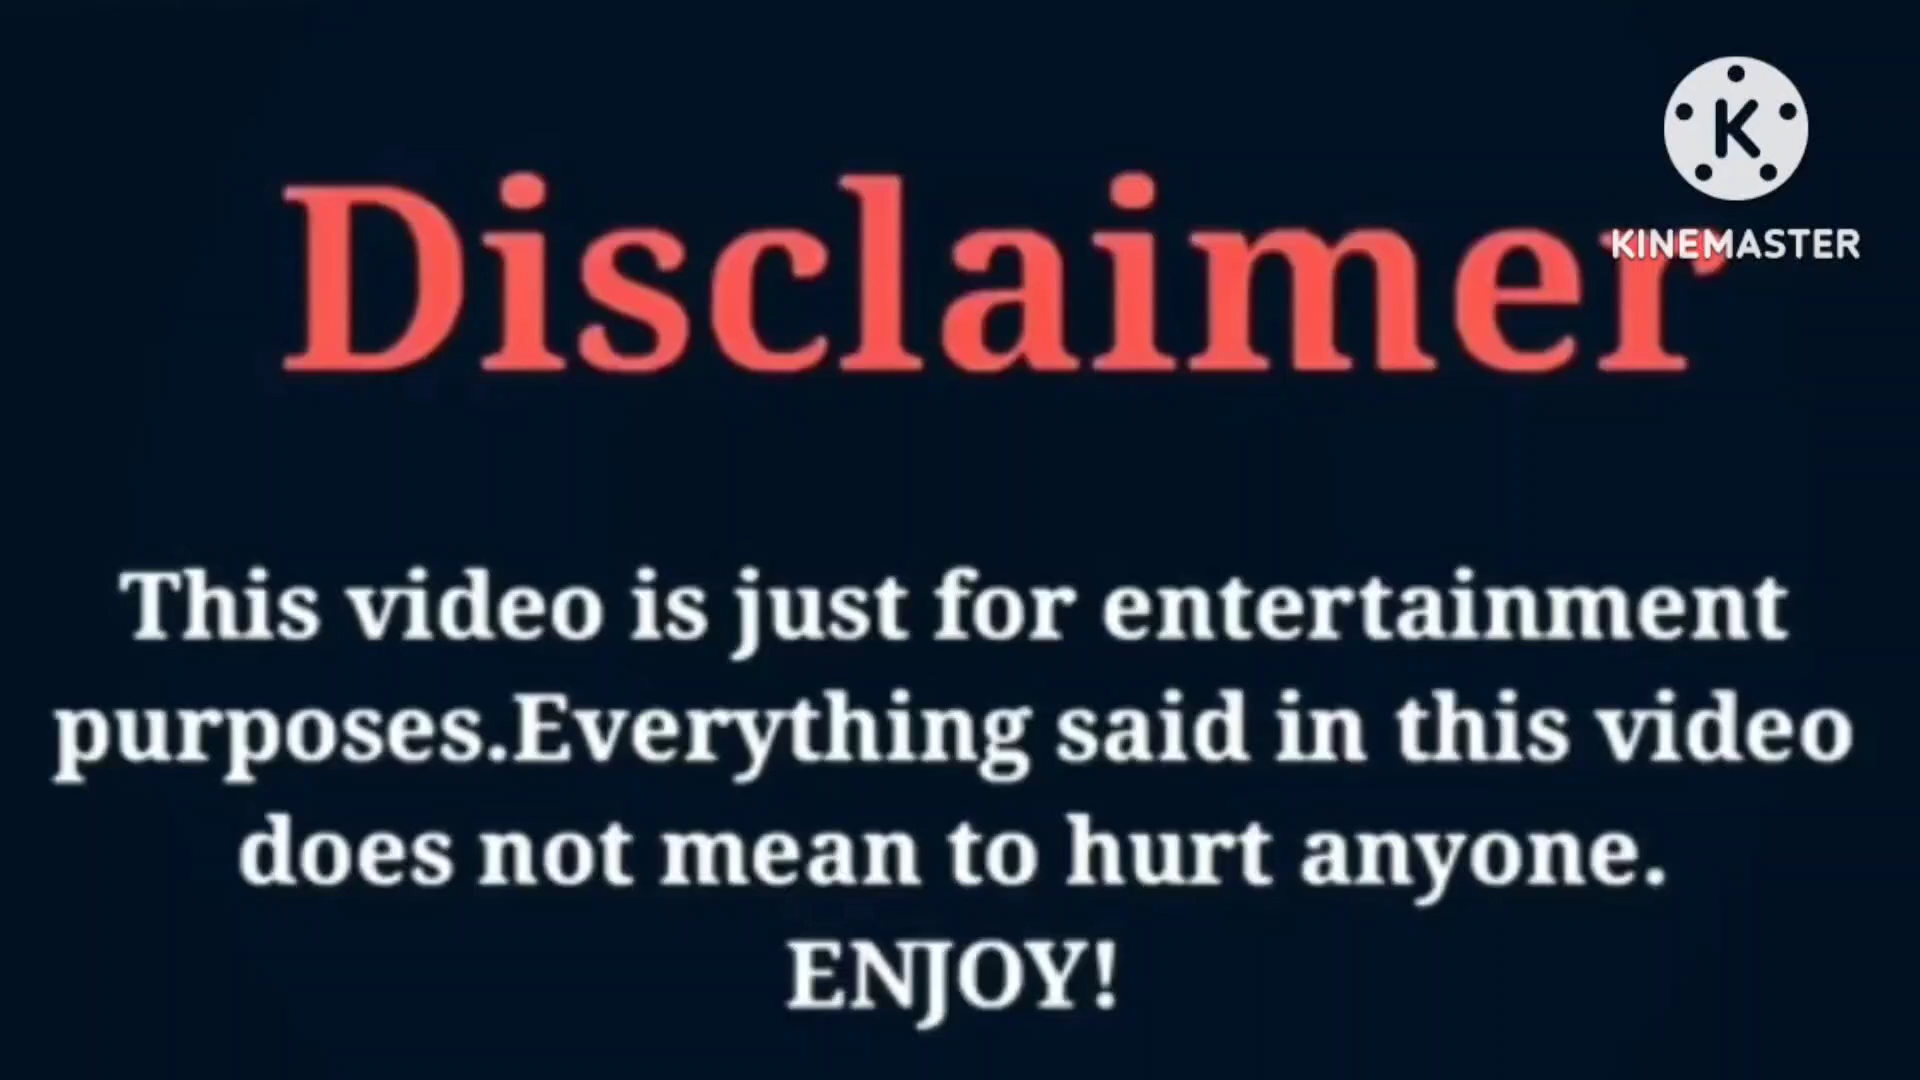 K
KINEMASTER
Disclaimer
This video is just for entertainment
purposes.Everything said in this video
does not mean to hurt anyone.
ENJOY!